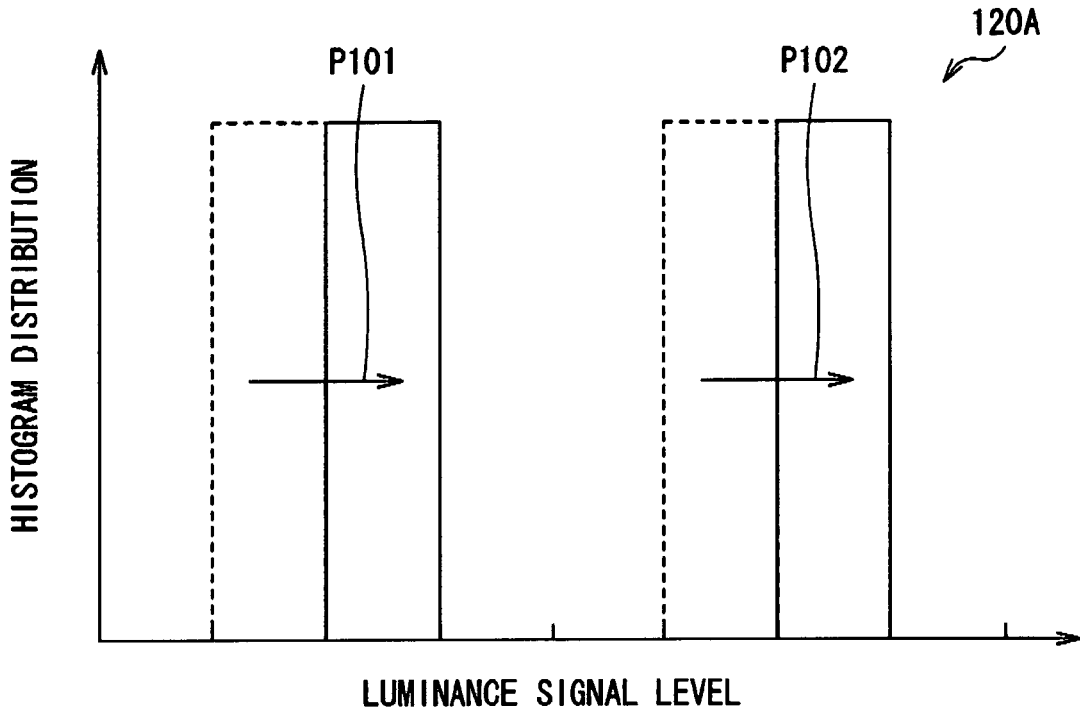 120A
P101
P102
HISTOGRAM DISTRIBUTION
LUMINANCE SIGNAL LEVEL